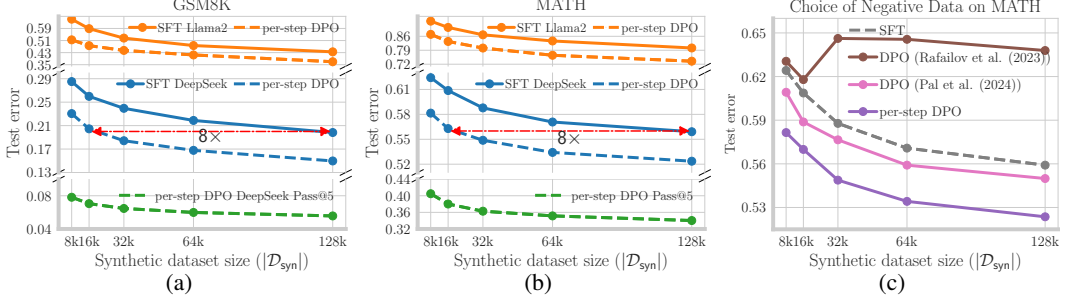 GSM8K
0.59
0.51
0.43
0.35
SFT Llama2
per-step DPO
0.29
0.25
0.21
0.17
0.13
SFT DeepSeek
per-step DPO
8×
0.08
0.04
per-step DPO DeepSeek Pass@5
Test error
8k16k 32k 64k 128k
Synthetic dataset size (|𝒟syn|)
(a)
MATH
0.86
0.79
0.72
SFT Llama2
per-step DPO
0.61
0.58
0.55
0.52
SFT DeepSeek
per-step DPO
8×
0.44
0.40
0.36
0.32
per-step DPO Pass@5
Test error
8k16k 32k 64k 128k
Synthetic dataset size (|𝒟syn|)
(b)
Choice of Negative Data on MATH
0.65
0.62
0.59
0.56
0.53
SFT
DPO (Rafailov et al. (2023))
DPO (Pal et al. (2024))
per-step DPO
Test error
8k16k 32k 64k 128k
Synthetic dataset size (|𝒟syn|)
(c)